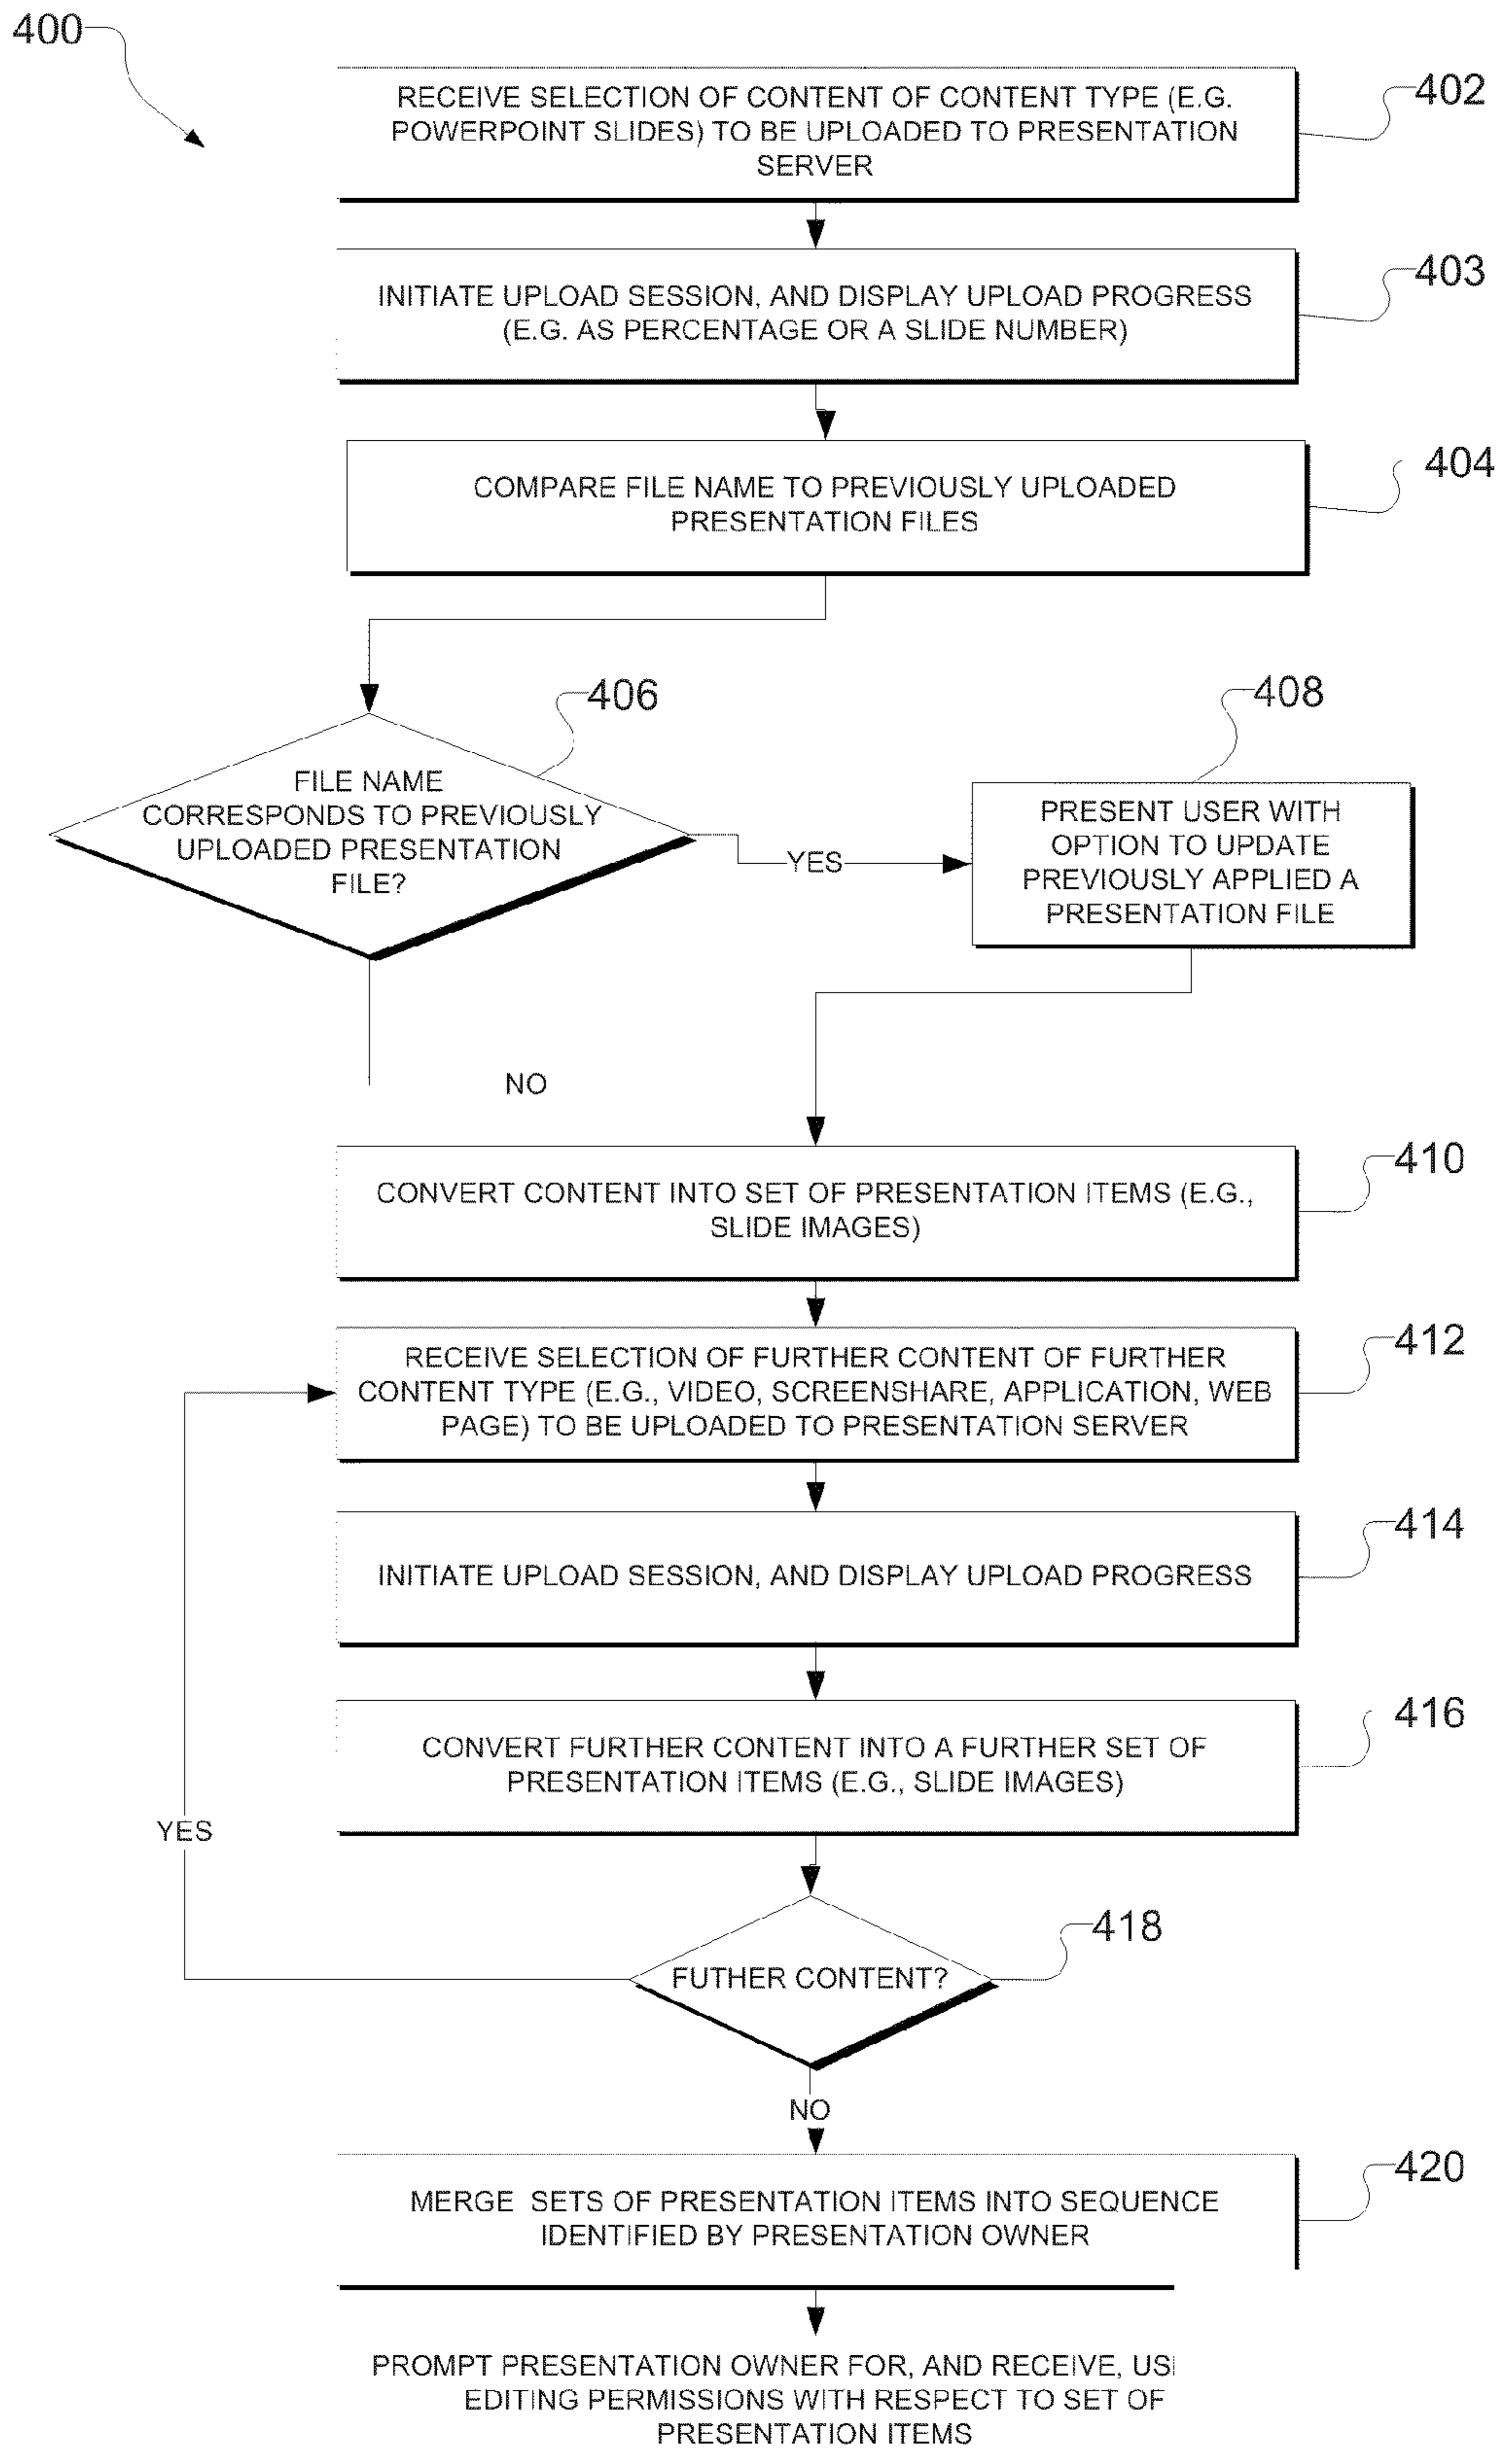 400
RECEIVE SELECTION OF CONTENT OF CONTENT TYPE (E.G.
POWERPOINT SLIDES) TO BE UPLOADED TO PRESENTATION
SERVER
402
INITIATE UPLOAD SESSION, AND DISPLAY UPLOAD PROGRESS
(E.G. AS PERCENTAGE OR A SLIDE NUMBER)
403
COMPARE FILE NAME TO PREVIOUSLY UPLOADED
PRESENTATION FILES
404
FILE NAME
CORRESPONDS TO PREVIOUSLY
UPLOADED PRESENTATION
FILE?
406
YES
PRESENT USER WITH
OPTION TO UPDATE
PREVIOUSLY APPLIED A
PRESENTATION FILE
408
NO
CONVERT CONTENT INTO SET OF PRESENTATION ITEMS (E.G.,
SLIDE IMAGES)
410
RECEIVE SELECTION OF FURTHER CONTENT OF FURTHER
CONTENT TYPE (E.G., VIDEO, SCREENSHARE, APPLICATION, WEB
PAGE) TO BE UPLOADED TO PRESENTATION SERVER
412
INITIATE UPLOAD SESSION, AND DISPLAY UPLOAD PROGRESS
414
CONVERT FURTHER CONTENT INTO A FURTHER SET OF
PRESENTATION ITEMS (E.G., SLIDE IMAGES)
416
YES
FUTHER CONTENT?
418
NO
MERGE SETS OF PRESENTATION ITEMS INTO SEQUENCE
IDENTIFIED BY PRESENTATION OWNER
420
PROMPT PRESENTATION OWNER FOR, AND RECEIVE,
EDITING PERMISSIONS WITH RESPECT TO SET OF
PRESENTATION ITEMS